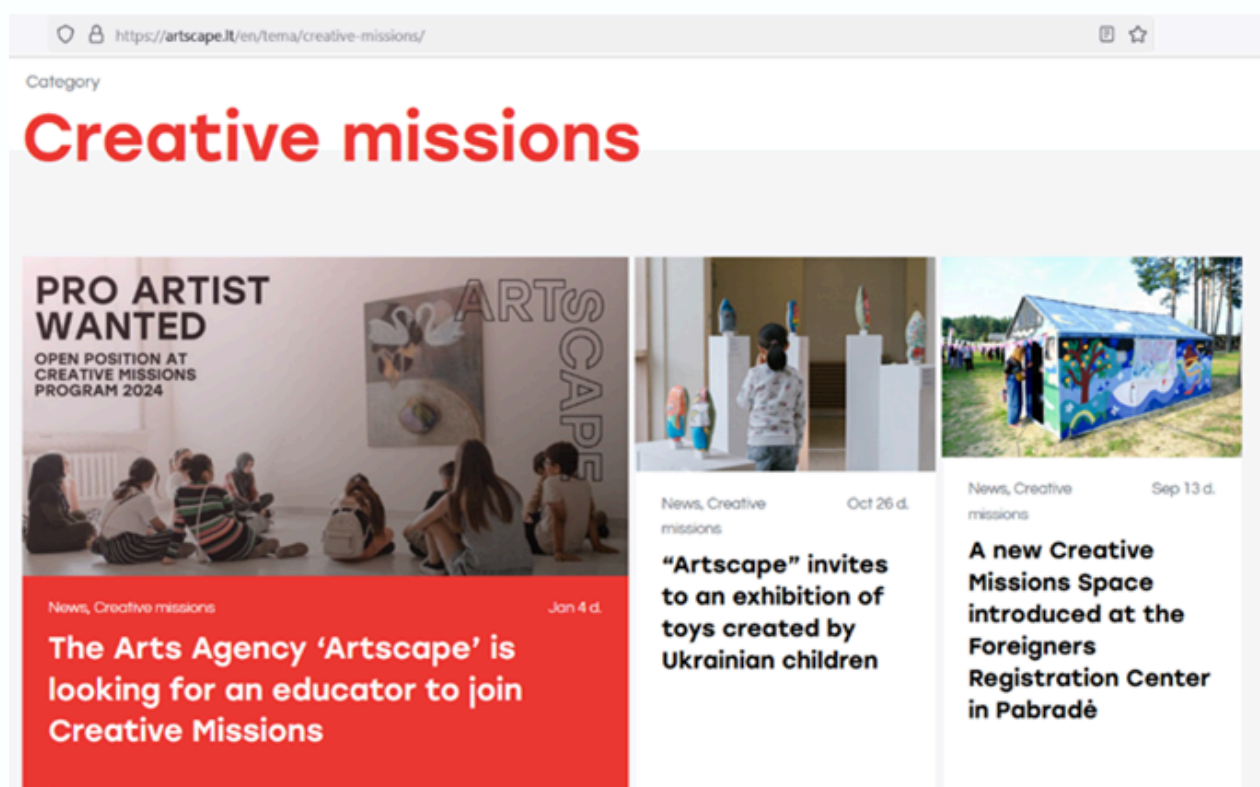 https://artscape.lt/en/tema/creative-missions/
Category
Creative missions
PRO ARTIST
WANTED
OPEN POSITION AT
CREATIVE MISSIONS
PROGRAM 2024
ARTSCAPE
News, Creative missions
Jan 4 d.
The Arts Agency ‘Artscape’ is
looking for an educator to join
Creative Missions
News, Creative
missions
Oct 26 d.
“Artscape” invites
to an exhibition of
toys created by
Ukrainian children
News, Creative
missions
Sep 13 d.
A new Creative
Missions Space
introduced at the
Foreigners
Registration Center
in Pabradė